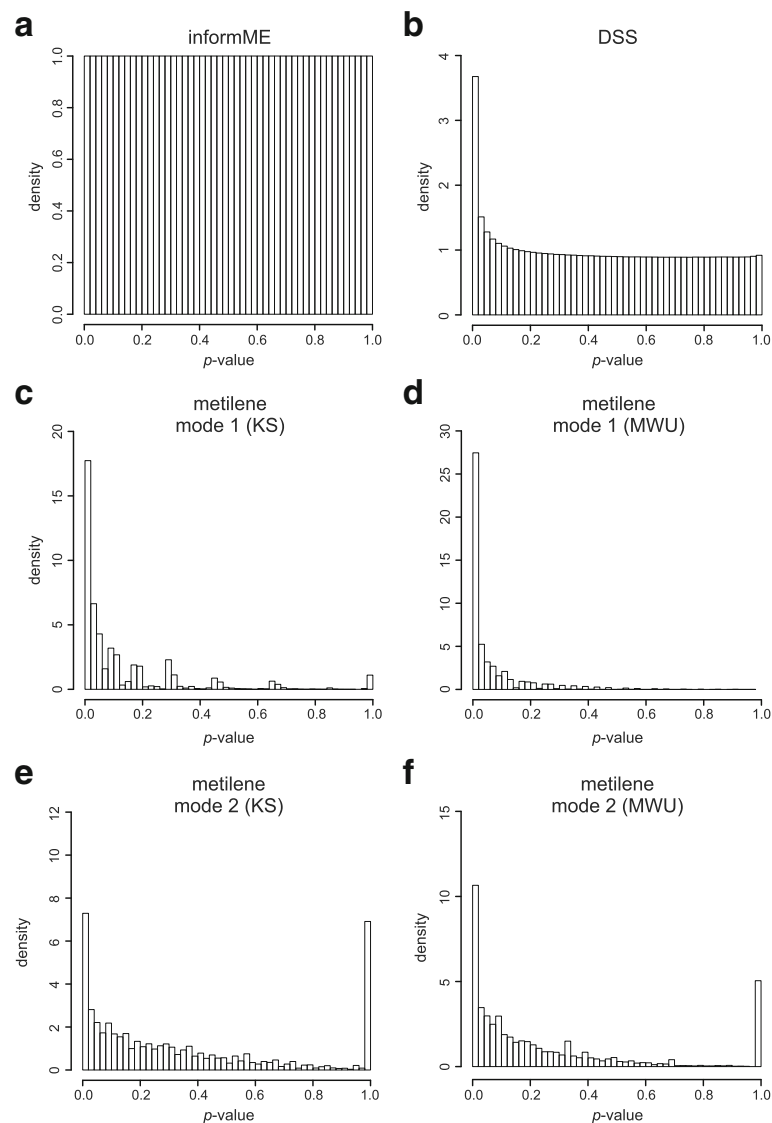 a
informME
density
0.0 0.2 0.4 0.6 0.8 1.0
0.0 0.2 0.4 0.6 0.8 1.0
p-value
b
DSS
density
0 1 2 3 4
0.0 0.2 0.4 0.6 0.8 1.0
p-value
c
metilene
mode 1 (KS)
density
0 5 10 15 20
0.0 0.2 0.4 0.6 0.8 1.0
p-value
d
metilene
mode 1 (MWU)
0 5 10 15 20 25 30
0.0 0.2 0.4 0.6 0.8 1.0
p-value
e
metilene
mode 2 (KS)
density
0 2 4 6 8 10 12
0.0 0.2 0.4 0.6 0.8 1.0
p-value
f
metilene
mode 2 (MWU)
density
0 5 10 15
0.0 0.2 0.4 0.6 0.8 1.0
p-value